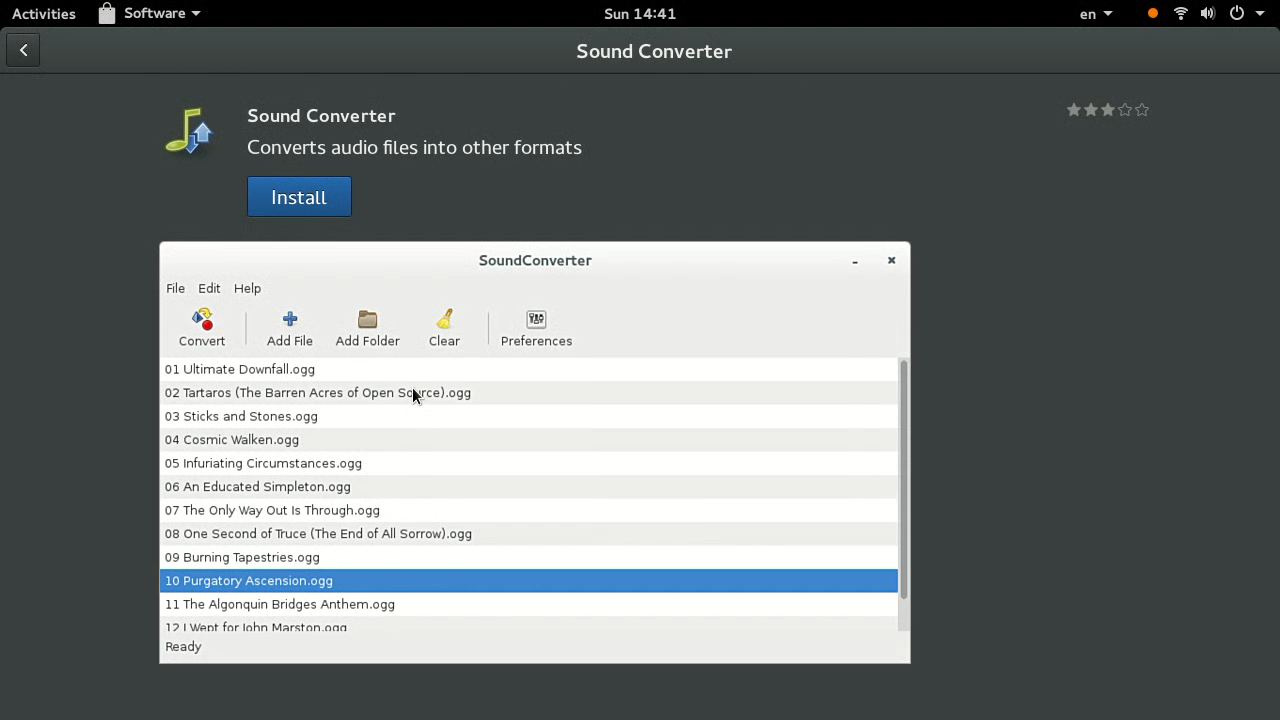 Activities Software Sun 14:41 en
Sound Converter
Sound Converter
Converts audio files into other formats
Install
SoundConverter
File Edit Help
Convert Add File Add Folder Clear Preferences
01 Ultimate Downfall.ogg
02 Tartaros (The Barren Acres of Open Source).ogg
03 Sticks and Stones.ogg
04 Cosmic Walken.ogg
05 Infuriating Circumstances.ogg
06 An Educated Simpleton.ogg
07 The Only Way Out Is Through.ogg
08 One Second of Truce (The End of All Sorrow).ogg
09 Burning Tapestries.ogg
10 Purgatory Ascension.ogg
11 The Algonquin Bridges Anthem.ogg
12 I Wept for John Marston.ogg
Ready